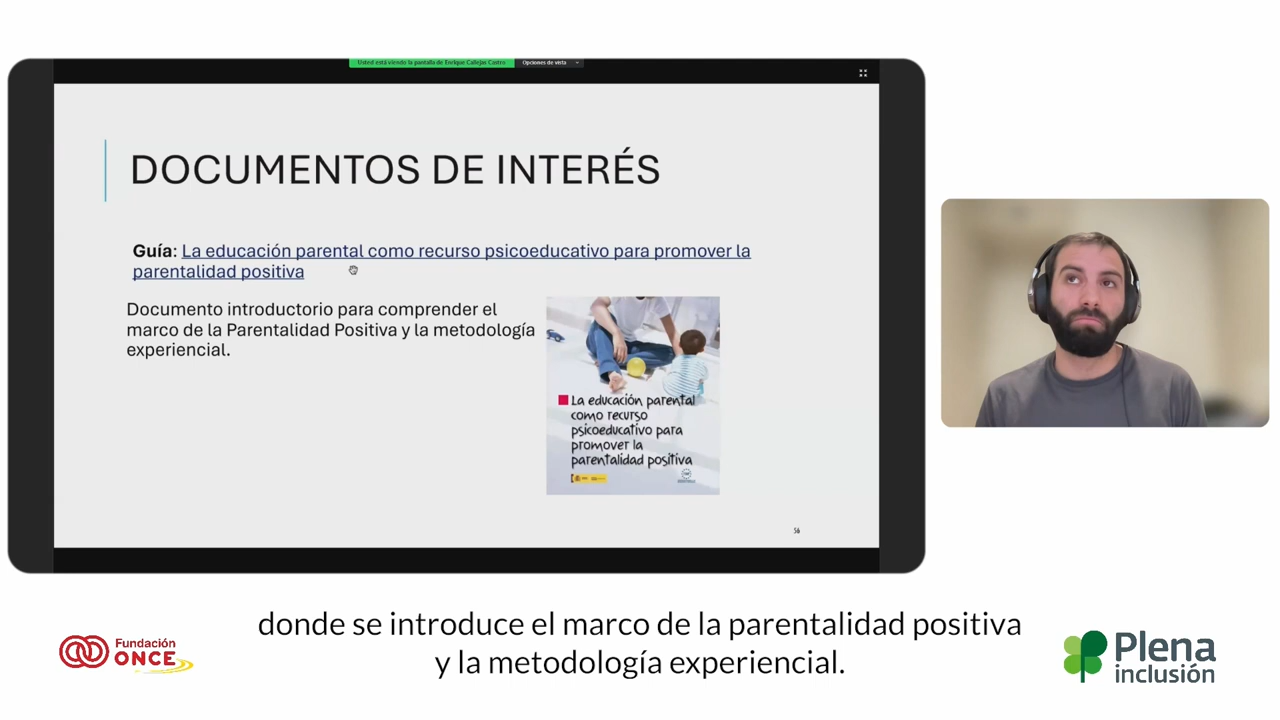 Usted está viendo la pantalla de Enrique Callejas Castro
Opciones de vista
DOCUMENTOS DE INTERÉS
Guía: La educación parental como recurso psicoeducativo para promover la
parentalidad positiva
Documento introductorio para comprender el
marco de la Parentalidad Positiva y la metodología
experiencial.
La educación parental
como recurso
psicoeducativo para
promover la
parentalidad positiva
56
donde se introduce el marco de la parentalidad positiva
y la metodología experiencial.
Fundación
ONCE
Plena
inclusión